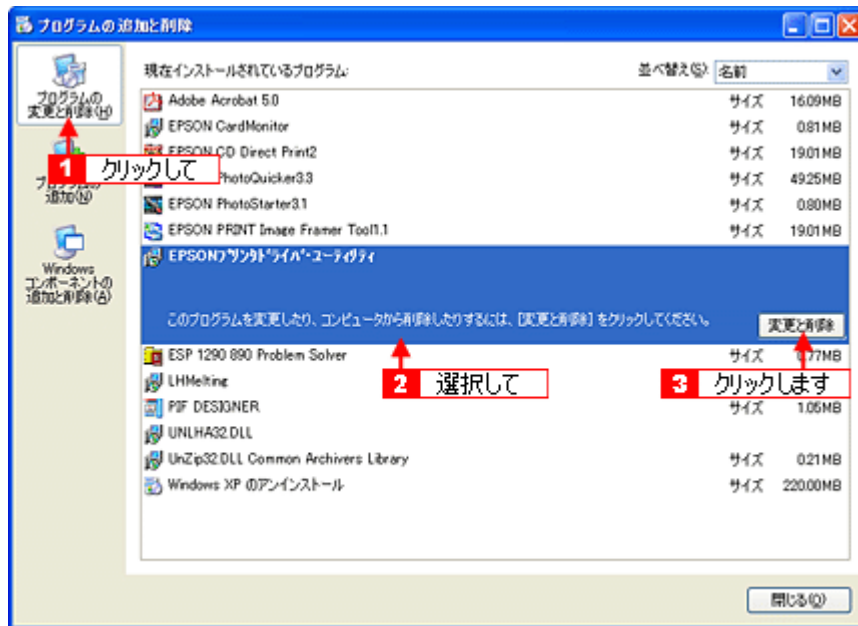 プログラムの追加と削除
プログラムの
変更と削除(H)
1 クリックして
プログラムの
追加(N)
Windows
コンポーネントの
追加と削除(A)
現在インストールされているプログラム:
並べ替え(S): 名前
Adobe Acrobat 5.0 サイズ 16.09MB
EPSON CardMonitor サイズ 0.81MB
EPSON CD Direct Print2 サイズ 19.01MB
PhotoQuicker3.3 サイズ 49.25MB
EPSON PhotoStarter3.1 サイズ 0.80MB
EPSON PRINT Image Framer Tool1.1 サイズ 19.01MB
EPSONプリンタドライバ・ユーティリティ
このプログラムを変更したり、コンピュータから削除したりするには、[変更と削除] をクリックしてください。
変更と削除
ESP 1290 890 Problem Solver サイズ 0.77MB
2 選択して
3 クリックします
LHMelting
PIF DESIGNER サイズ 1.05MB
UNLHA32.DLL
UnZip32.DLL Common Archivers Library サイズ 0.21MB
Windows XP のアンインストール サイズ 220.00MB
閉じる(O)